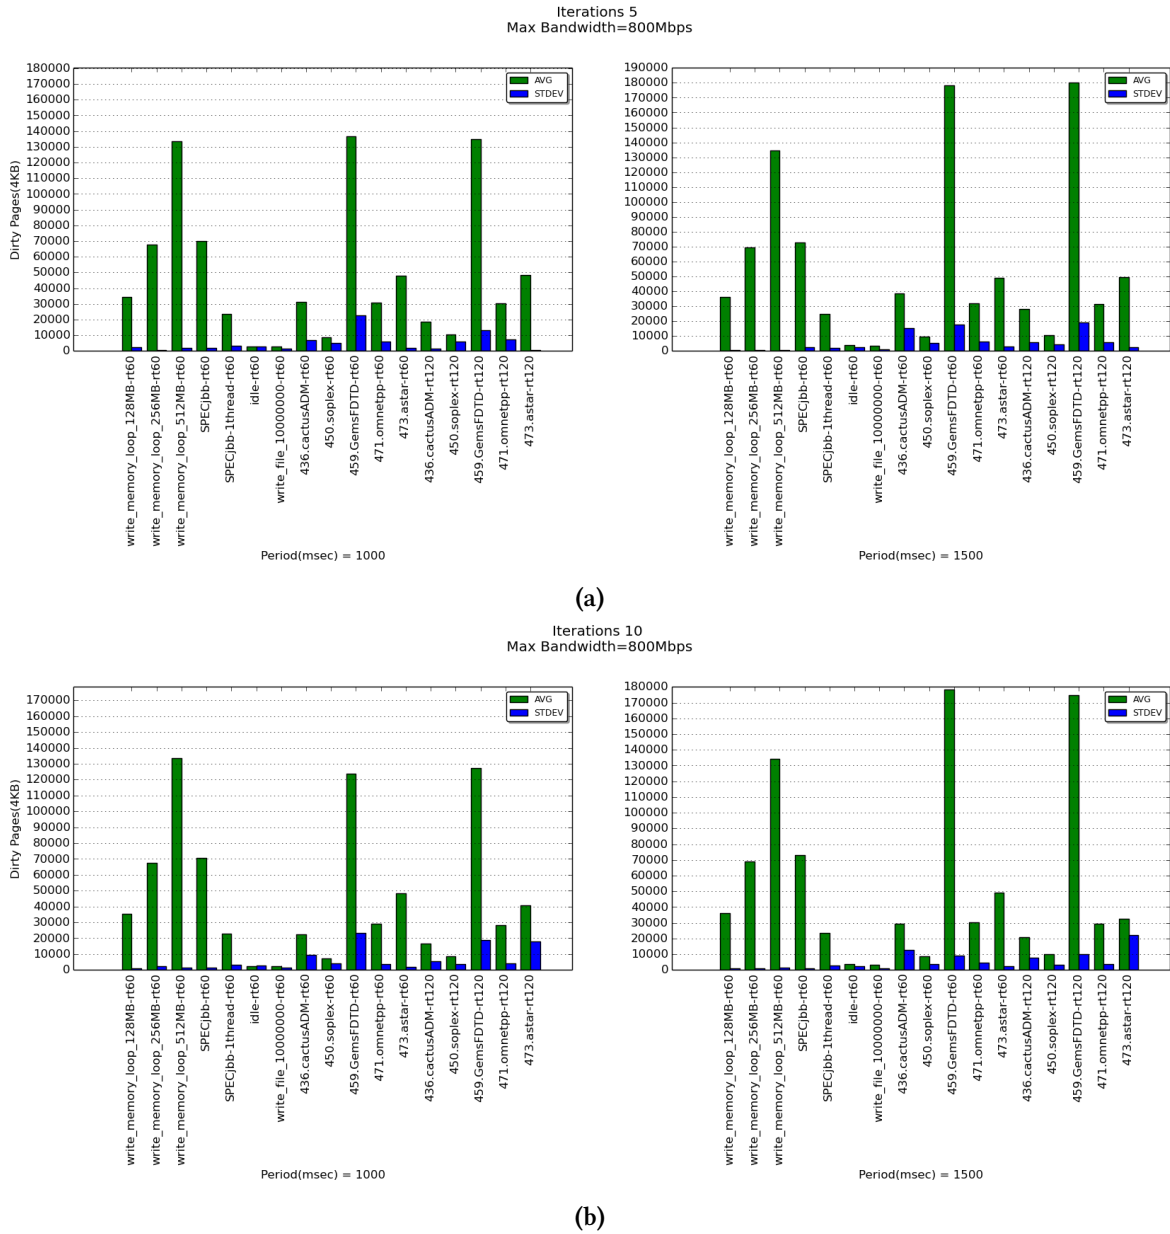 Iterations 5
Max Bandwidth=800Mbps
180000
170000
160000
150000
140000
130000
120000
110000
100000
90000
80000
70000
60000
50000
40000
30000
20000
10000
0
Dirty Pages(4KB)
AVG
STDEV
write_memory_loop_128MB-rt60
write_memory_loop_256MB-rt60
write_memory_loop_512MB-rt60
SPECjbb-rt60
SPECjbb-1thread-rt60
idle-rt60
write_file_10000000-rt60
436.cactusADM-rt60
450.soplex-rt60
459.GemsFDTD-rt60
471.omnetpp-rt60
473.astar-rt60
436.cactusADM-rt120
450.soplex-rt120
459.GemsFDTD-rt120
471.omnetpp-rt120
473.astar-rt120
Period(msec) = 1000
190000
180000
170000
160000
150000
140000
130000
120000
110000
100000
90000
80000
70000
60000
50000
40000
30000
20000
10000
0
AVG
STDEV
write_memory_loop_128MB-rt60
write_memory_loop_256MB-rt60
write_memory_loop_512MB-rt60
SPECjbb-rt60
SPECjbb-1thread-rt60
idle-rt60
write_file_10000000-rt60
436.cactusADM-rt60
450.soplex-rt60
459.GemsFDTD-rt60
471.omnetpp-rt60
473.astar-rt60
436.cactusADM-rt120
450.soplex-rt120
459.GemsFDTD-rt120
471.omnetpp-rt120
473.astar-rt120
Period(msec) = 1500
(a)
Iterations 10
Max Bandwidth=800Mbps
170000
160000
150000
140000
130000
120000
110000
100000
90000
80000
70000
60000
50000
40000
30000
20000
10000
0
Dirty Pages(4KB)
AVG
STDEV
write_memory_loop_128MB-rt60
write_memory_loop_256MB-rt60
write_memory_loop_512MB-rt60
SPECjbb-rt60
SPECjbb-1thread-rt60
idle-rt60
write_file_10000000-rt60
436.cactusADM-rt60
450.soplex-rt60
459.GemsFDTD-rt60
471.omnetpp-rt60
473.astar-rt60
436.cactusADM-rt120
450.soplex-rt120
459.GemsFDTD-rt120
471.omnetpp-rt120
473.astar-rt120
Period(msec) = 1000
180000
170000
160000
150000
140000
130000
120000
110000
100000
90000
80000
70000
60000
50000
40000
30000
20000
10000
0
AVG
STDEV
write_memory_loop_128MB-rt60
write_memory_loop_256MB-rt60
write_memory_loop_512MB-rt60
SPECjbb-rt60
SPECjbb-1thread-rt60
idle-rt60
write_file_10000000-rt60
436.cactusADM-rt60
450.soplex-rt60
459.GemsFDTD-rt60
471.omnetpp-rt60
473.astar-rt60
436.cactusADM-rt120
450.soplex-rt120
459.GemsFDTD-rt120
471.omnetpp-rt120
473.astar-rt120
Period(msec) = 1500
(b)